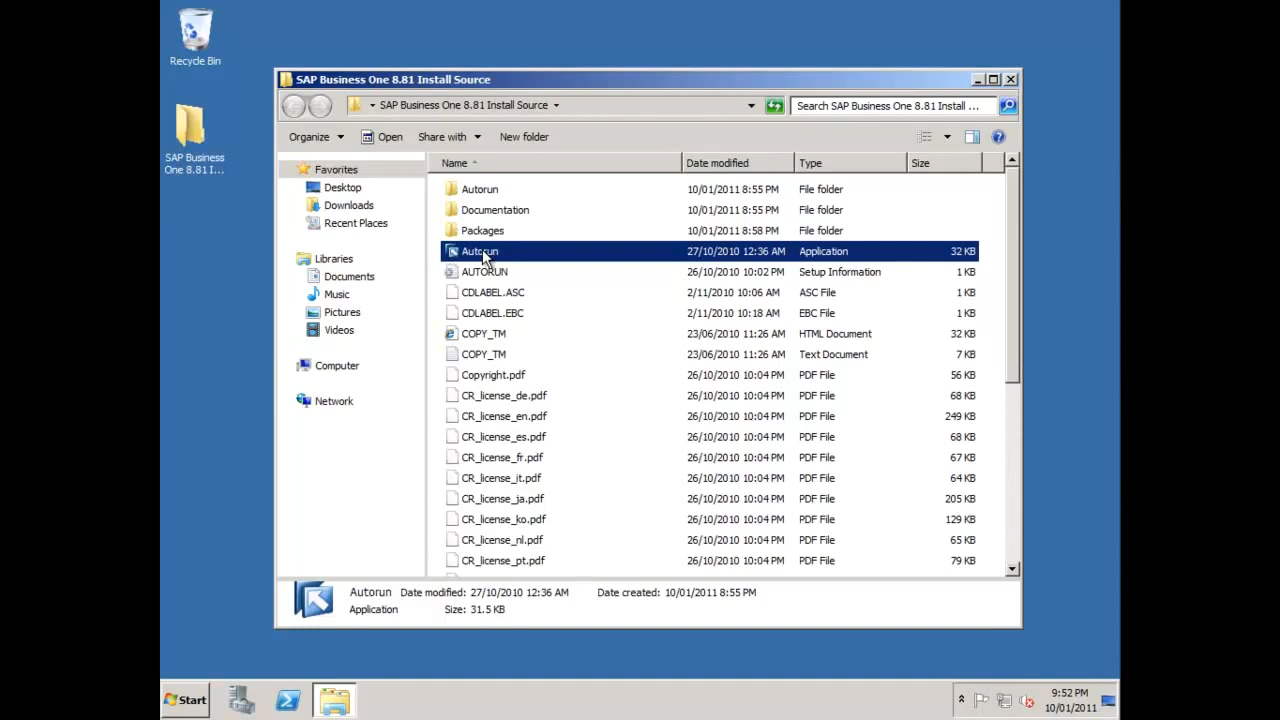 Recycle Bin
SAP Business
One 8.81 I...
SAP Business One 8.81 Install Source
SAP Business One 8.81 Install Source
Search SAP Business One 8.81 Install ...
Organize Open Share with New folder
Favorites
Desktop
Downloads
Recent Places
Libraries
Documents
Music
Pictures
Videos
Computer
Network
Name Date modified Type Size
Autorun 10/01/2011 8:55 PM File folder
Documentation 10/01/2011 8:55 PM File folder
Packages 10/01/2011 8:58 PM File folder
Autorun 27/10/2010 12:36 AM Application 32 KB
AUTORUN 26/10/2010 10:02 PM Setup Information 1 KB
CDLABEL.ASC 2/11/2010 10:06 AM ASC File 1 KB
CDLABEL.EBC 2/11/2010 10:18 AM EBC File 1 KB
COPY_TM 23/06/2010 11:26 AM HTML Document 32 KB
COPY_TM 23/06/2010 11:26 AM Text Document 7 KB
Copyright.pdf 26/10/2010 10:04 PM PDF File 56 KB
CR_license_de.pdf 26/10/2010 10:04 PM PDF File 68 KB
CR_license_en.pdf 26/10/2010 10:04 PM PDF File 249 KB
CR_license_es.pdf 26/10/2010 10:04 PM PDF File 68 KB
CR_license_fr.pdf 26/10/2010 10:04 PM PDF File 67 KB
CR_license_it.pdf 26/10/2010 10:04 PM PDF File 64 KB
CR_license_ja.pdf 26/10/2010 10:04 PM PDF File 205 KB
CR_license_ko.pdf 26/10/2010 10:04 PM PDF File 129 KB
CR_license_nl.pdf 26/10/2010 10:04 PM PDF File 65 KB
CR_license_pt.pdf 26/10/2010 10:04 PM PDF File 79 KB
Autorun Date modified: 27/10/2010 12:36 AM Date created: 10/01/2011 8:55 PM
Application Size: 31.5 KB
Start
9:52 PM
10/01/2011